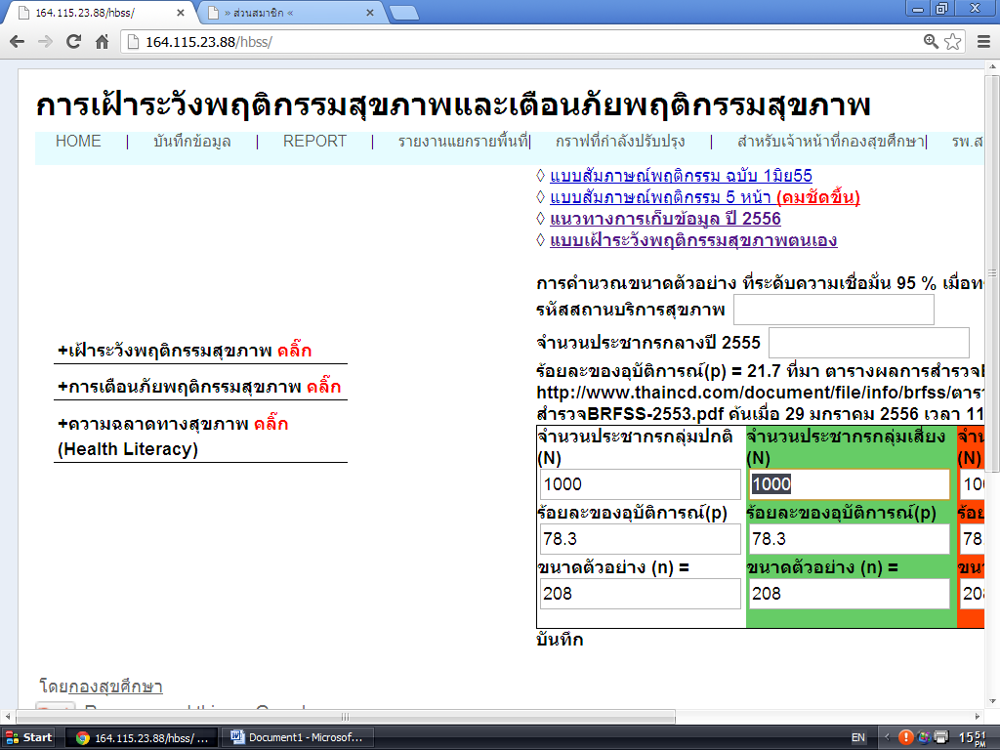 164.115.23.88/hbss/
» ส่วนสมาชิก «
164.115.23.88/hbss/
การเฝ้าระวังพฤติกรรมสุขภาพและเตือนภัยพฤติกรรมสุขภาพ
HOME | บันทึกข้อมูล | REPORT | รายงานแยกรายพื้นที่| กราฟที่กำลังปรับปรุง | สำหรับเจ้าหน้าที่กองสุขศึกษา| รพ.ส
◊ แบบสัมภาษณ์พฤติกรรม ฉบับ 1มิย55
◊ แบบสัมภาษณ์พฤติกรรม 5 หน้า (คมชัดขึ้น)
◊ แนวทางการเก็บข้อมูล ปี 2556
◊ แบบเฝ้าระวังพฤติกรรมสุขภาพตนเอง
+เฝ้าระวังพฤติกรรมสุขภาพ คลิ๊ก
+การเตือนภัยพฤติกรรมสุขภาพ คลิ๊ก
+ความฉลาดทางสุขภาพ คลิ๊ก
(Health Literacy)
การคำนวณขนาดตัวอย่าง ที่ระดับความเชื่อมั่น 95 % เมื่อท
รหัสสถานบริการสุขภาพ
จำนวนประชากรกลางปี 2555
ร้อยละของอุบัติการณ์(p) = 21.7 ที่มา ตารางผลการสำรวจ
http://www.thaincd.com/document/file/info/brfss/ตารา
สำรวจBRFSS-2553.pdf ค้นเมื่อ 29 มกราคม 2556 เวลา 11
จำนวนประชากรกลุ่มปกติ (N) จำนวนประชากรกลุ่มเสี่ยง (N) จำน (N)
1000 1000 100
ร้อยละของอุบัติการณ์(p) ร้อยละของอุบัติการณ์(p) ร้อย
78.3 78.3 78
ขนาดตัวอย่าง (n) = ขนาดตัวอย่าง (n) = ขนา
208 208 208
บันทึก
โดยกองสุขศึกษา
Start
164.115.23.88/hbss/ ...
Document1 - Microsof...
EN
15:51
PM